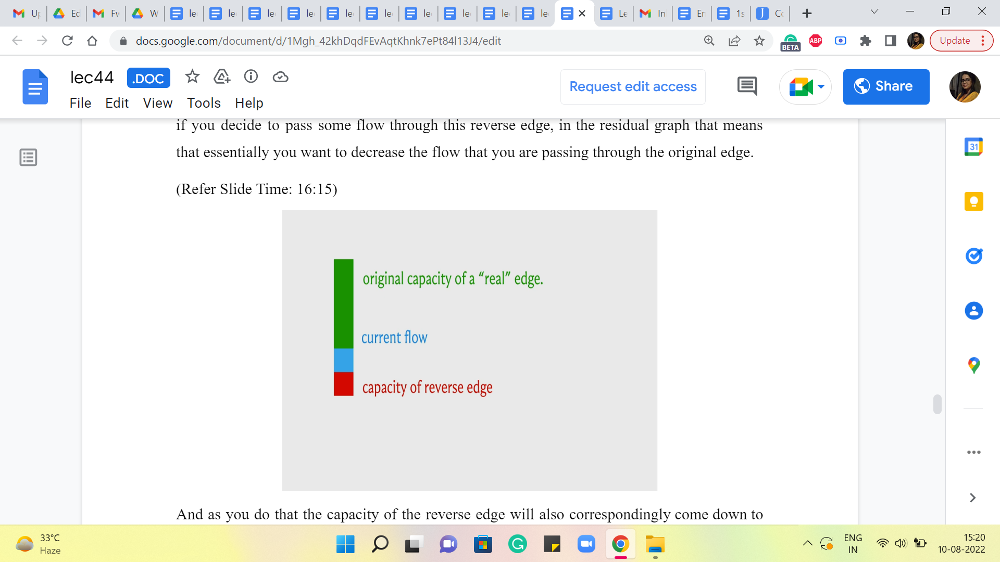 Up
Ed
Fw
W
le
le
le
le
le
le
le
le
le
le
Le
In
Er
1s
Co
docs.google.com/document/d/1Mgh_42khDqdFEvAqtKhnk7ePt84l13J4/edit
BETA
ABP
Update
lec44
.DOC
File Edit View Tools Help
Request edit access
Share
31
if you decide to pass some flow through this reverse edge, in the residual graph that means
that essentially you want to decrease the flow that you are passing through the original edge.
(Refer Slide Time: 16:15)
original capacity of a “real” edge.
current flow
capacity of reverse edge
And as you do that the capacity of the reverse edge will also correspondingly come down to
33°C
Haze
ENG
IN
15:20
10-08-2022